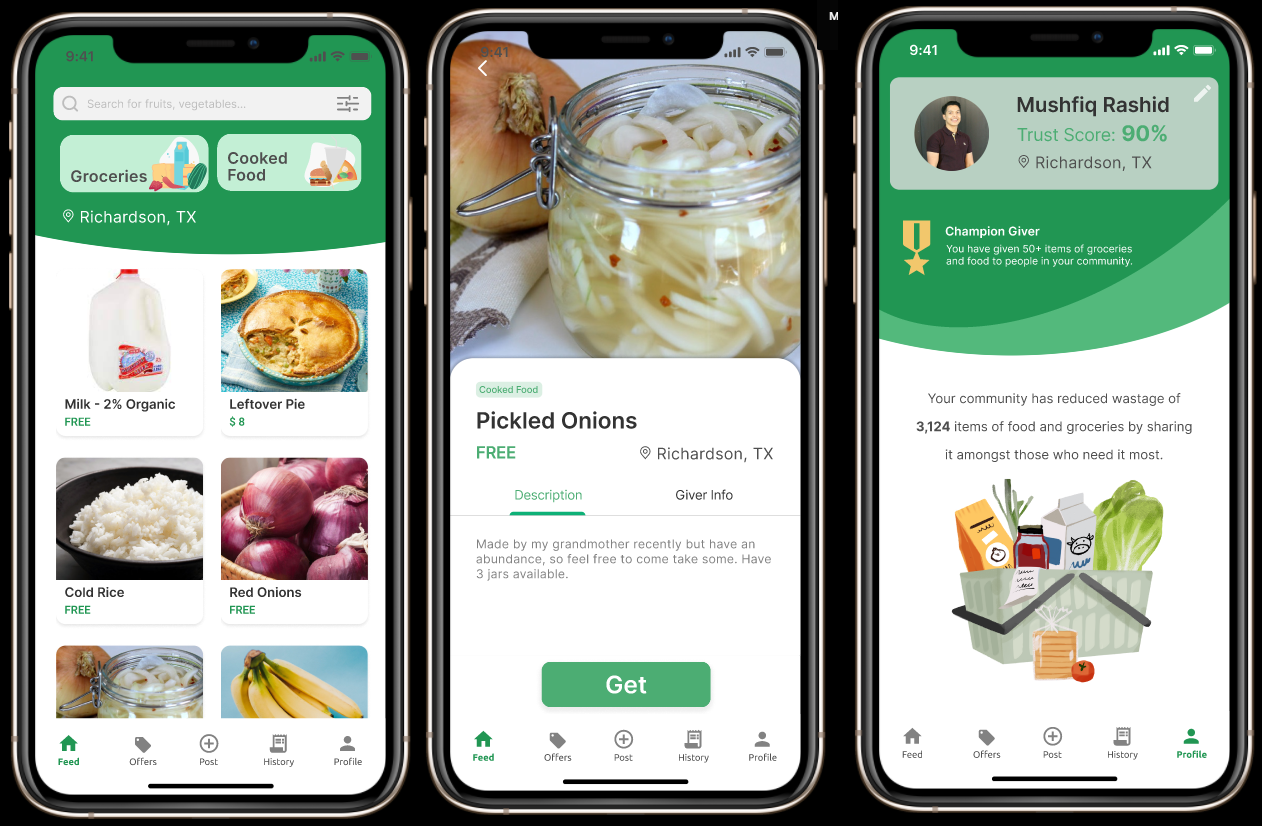 9:41
Search for fruits, vegetables...
Groceries
Cooked
Food
Richardson, TX
Milk - 2% Organic
FREE
Leftover Pie
$ 8
Cold Rice
FREE
Red Onions
FREE
Feed
Offers
Post
History
Profile
9:41
Cooked Food
Pickled Onions
FREE
Richardson, TX
Description
Giver Info
Made by my grandmother recently but have an
abundance, so feel free to come take some. Have
3 jars available.
Get
Feed
Offers
Post
History
Profile
M
9:41
Mushfiq Rashid
Trust Score: 90%
Richardson, TX
Champion Giver
You have given 50+ items of groceries
and food to people in your community.
Your community has reduced wastage of
3,124 items of food and groceries by sharing
it amongst those who need it most.
Feed
Offers
Post
History
Profile